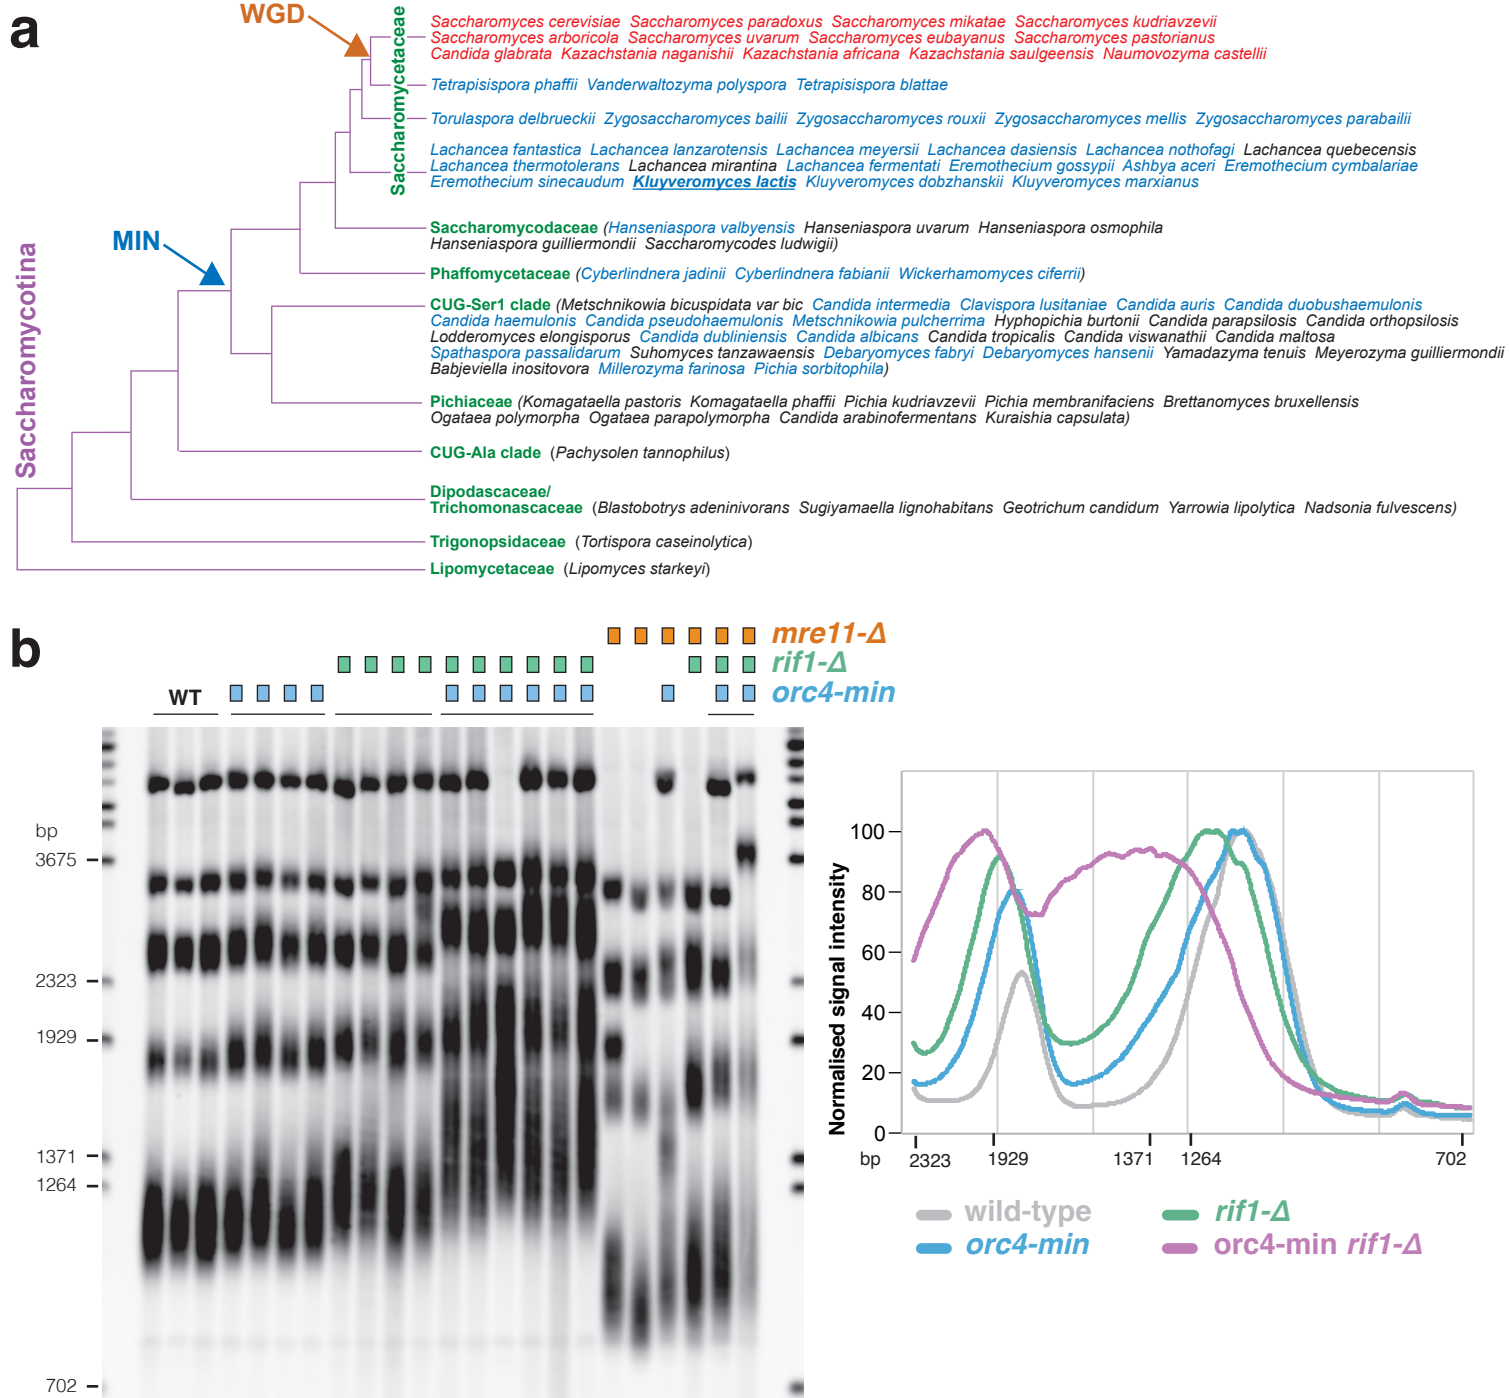 a
WGD
MIN
Saccharomycotina
Saccharomycetaceae
Saccharomyces cerevisiae Saccharomyces paradoxus Saccharomyces mikatae Saccharomyces kudriavzevii
Saccharomyces arboricola Saccharomyces uvarum Saccharomyces eubayanus Saccharomyces pastorianus
Candida glabrata Kazachstania naganishii Kazachstania africana Kazachstania saulgeensis Naumovozyma castellii
Tetrapisispora phaffii Vanderwaltozyma polyspora Tetrapisispora blattae
Torulaspora delbrueckii Zygosaccharomyces bailii Zygosaccharomyces rouxii Zygosaccharomyces mellis Zygosaccharomyces parabailii
Lachancea fantastica Lachancea lanzarotensis Lachancea meyersii Lachancea dasiensis Lachancea nothofagi Lachancea quebecensis
Lachancea thermotolerans Lachancea mirantina Lachancea fermentati Eremothecium gossypii Ashbya aceri Eremothecium cymbalariae
Eremothecium sinecaudum Kluyveromyces lactis Kluyveromyces dobzhanskii Kluyveromyces marxianus
Saccharomycodaceae (Hanseniaspora valbyensis Hanseniaspora uvarum Hanseniaspora osmophila
Hanseniaspora guilliermondii Saccharomycodes ludwigii)
Phaffomycetaceae (Cyberlindnera jadinii Cyberlindnera fabianii Wickerhamomyces ciferrii)
CUG-Ser1 clade (Metschnikowia bicuspidata var bic Candida intermedia Clavispora lusitaniae Candida auris Candida duobushaemulonis
Candida haemulonis Candida pseudohaemulonis Metschnikowia pulcherrima Hyphopichia burtonii Candida parapsilosis Candida orthopsilosis
Lodderomyces elongisporus Candida dubliniensis Candida albicans Candida tropicalis Candida viswanathii Candida maltosa
Spathaspora passalidarum Suhomyces tanzawaensis Debaryomyces fabryi Debaryomyces hansenii Yamadazyma tenuis Meyerozyma guilliermondii
Babjeviella inositovora Millerozyma farinosa Pichia sorbitophila)
Pichiaceae (Komagataella pastoris Komagataella phaffii Pichia kudriavzevii Pichia membranifaciens Brettanomyces bruxellensis
Ogataea polymorpha Ogataea parapolymorpha Candida arabinofermentans Kuraishia capsulata)
CUG-Ala clade (Pachysolen tannophilus)
Dipodascaceae/
Trichomonascaceae (Blastobotrys adeninivorans Sugiyamaella lignohabitans Geotrichum candidum Yarrowia lipolytica Nadsonia fulvescens)
Trigonopsidaceae (Tortispora caseinolytica)
Lipomycetaceae (Lipomyces starkeyi)
b
mre11-Δ
rif1-Δ
orc4-min
WT
bp
3675
2323
1929
1371
1264
702
Normalised signal intensity
100
80
60
40
20
0
bp 2323 1929 1371 1264 702
wild-type rif1-Δ
orc4-min orc4-min rif1-Δ